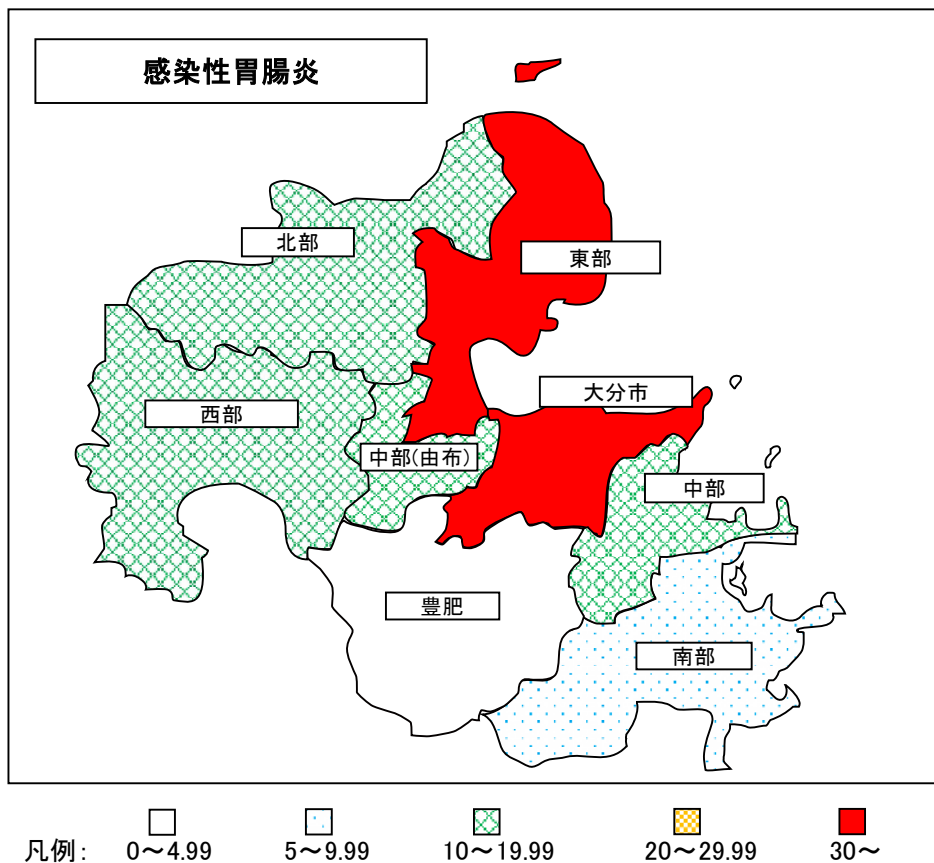 感染性胃腸炎
北部
東部
大分市
西部
中部(由布)
中部
豊肥
南部
凡例: 0～4.99 5～9.99 10～19.99 20～29.99 30～